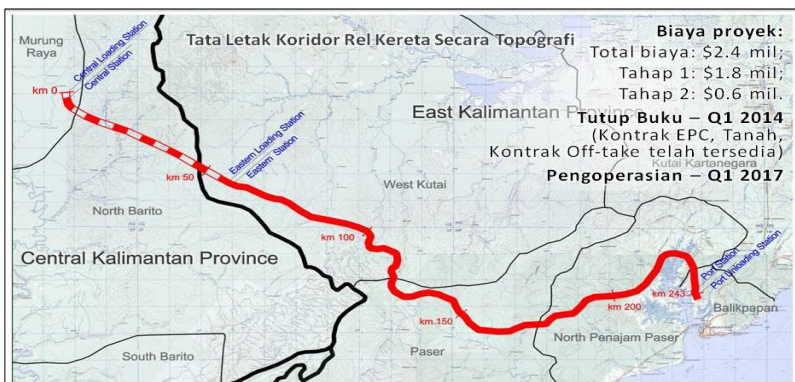 Tata Letak Koridor Rel Kereta Secara Topografi
Biaya proyek:
Total biaya: $2.4 mil;
Tahap 1: $1.8 mil;
Tahap 2: $0.6 mil.
Tutup Buku – Q1 2014
(Kontrak EPC, Tanah,
Kontrak Off-take telah tersedia)
Pengoperasian – Q1 2017
Murung
Raya
Central Loading Station
Central Station
km 0
East Kalimantan Province
Kutai Kartanegara
Eastern Loading Station
Eastern Station
km 50
West Kutai
North Barito
km 100
Central Kalimantan Province
Port Station
Port Unloading Station
km 243
km 200
Balikpapan
km 150
North Penajam Paser
South Barito
Paser